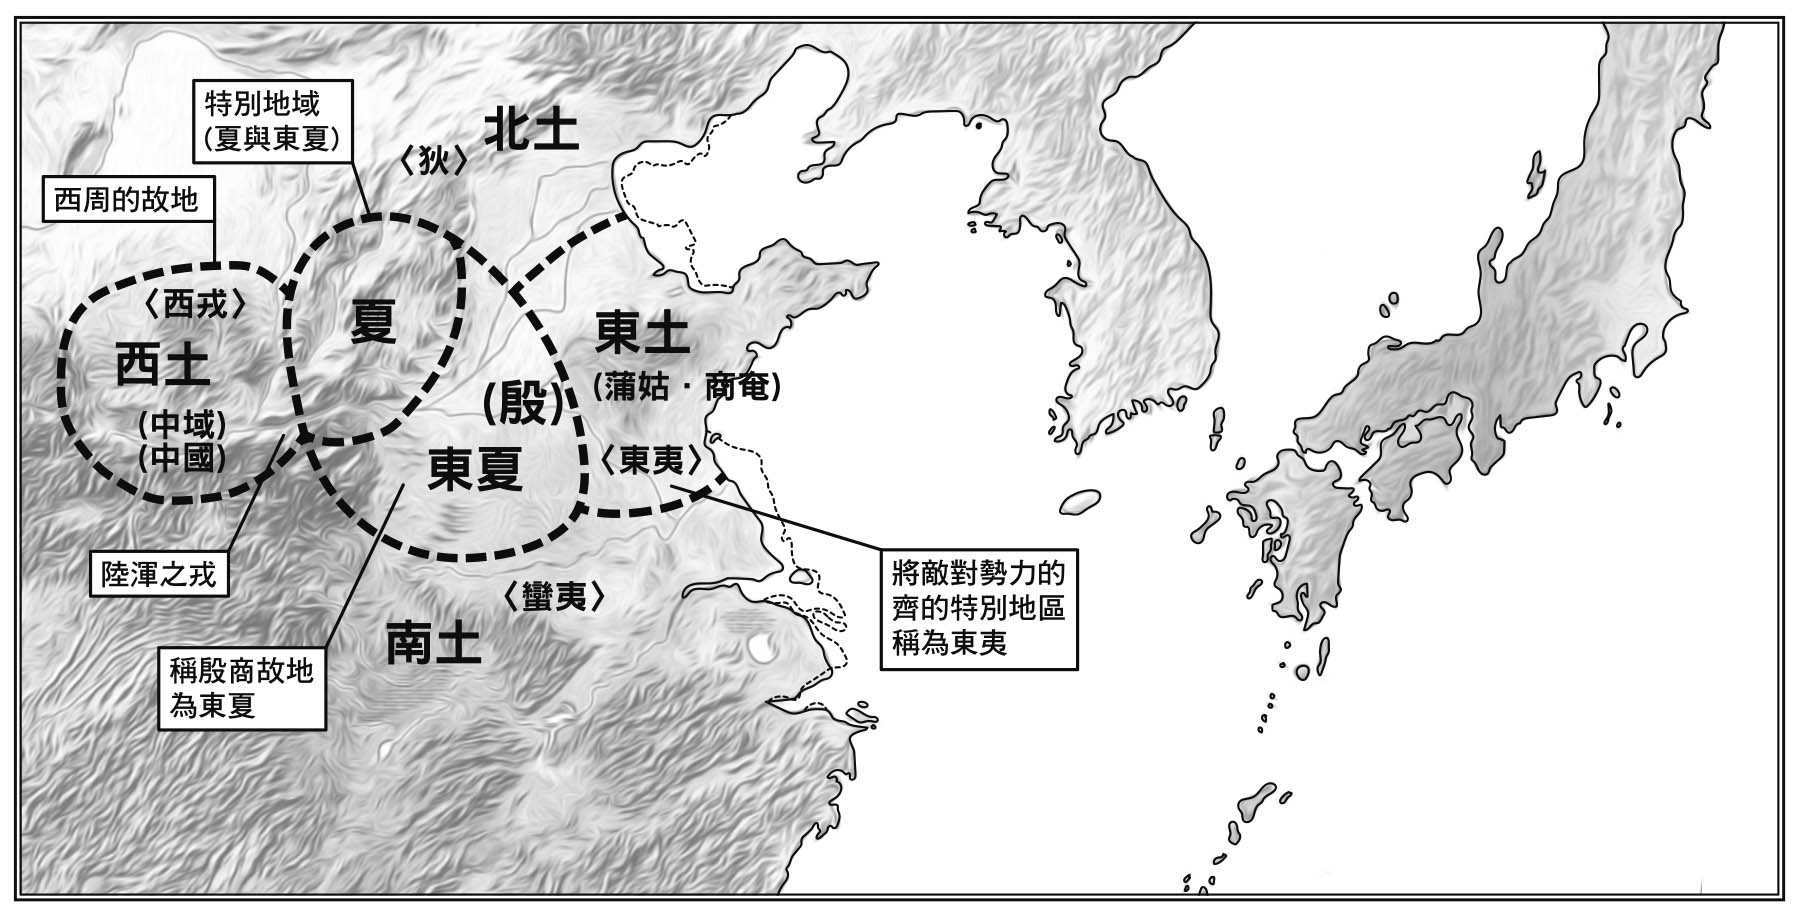 特別地域
(夏與東夏)
北土
〈狄〉
西周的故地
〈西戎〉
西土
(中域)
(中國)
夏
東土
(蒲姑・商奄)
(殷)
東夏
〈東夷〉
陸渾之戎
將敵對勢力的
齊的特別地區
稱為東夷
〈蠻夷〉
南土
稱殷商故地
為東夏